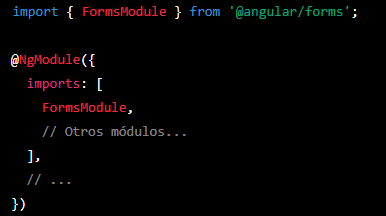 import { FormsModule } from '@angular/forms';
@NgModule({
imports: [
FormsModule,
// Otros módulos...
],
// ...
})